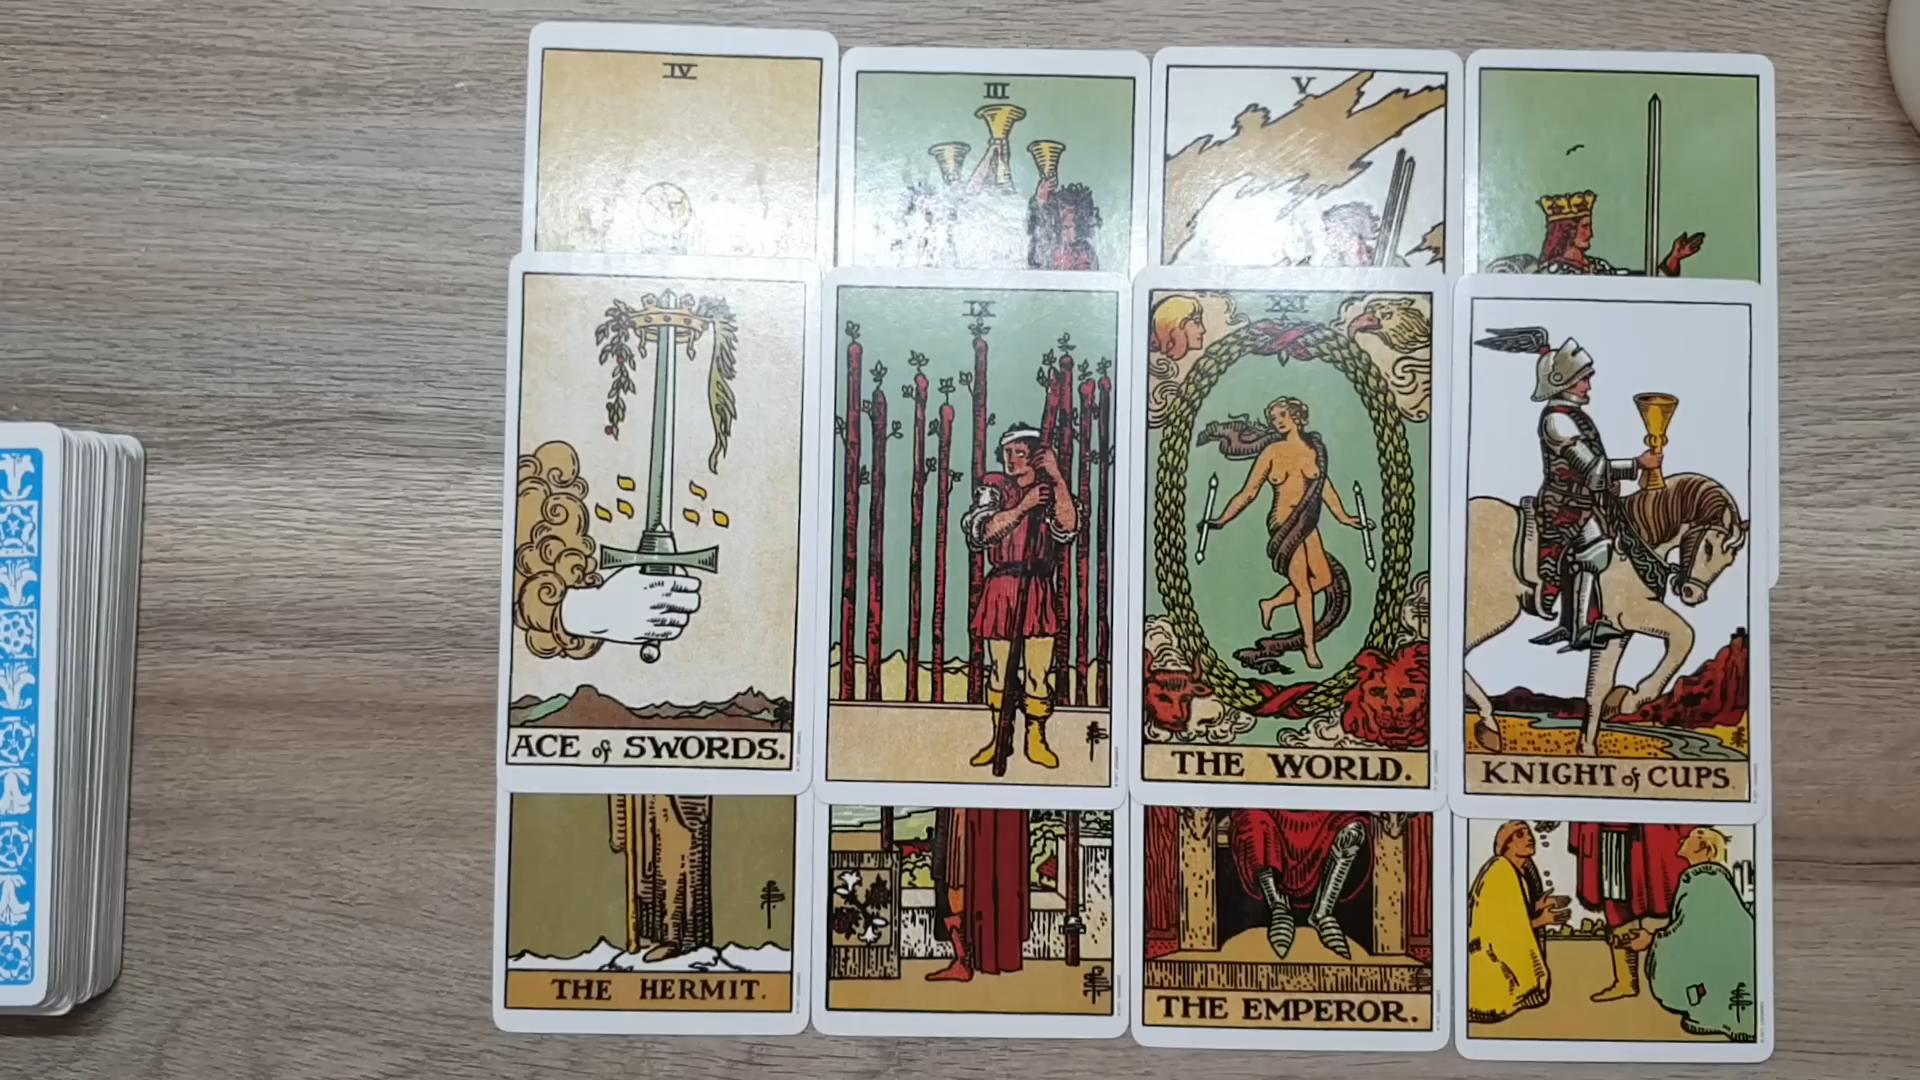 IV
III
V
IX
XXI
ACE of SWORDS.
THE WORLD.
KNIGHT of CUPS.
THE HERMIT.
THE EMPEROR.